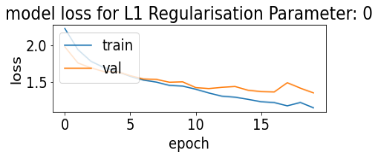 model loss for L1 Regularisation Parameter: 0
2.0
1.5
loss
train
val
0
5
10
15
epoch